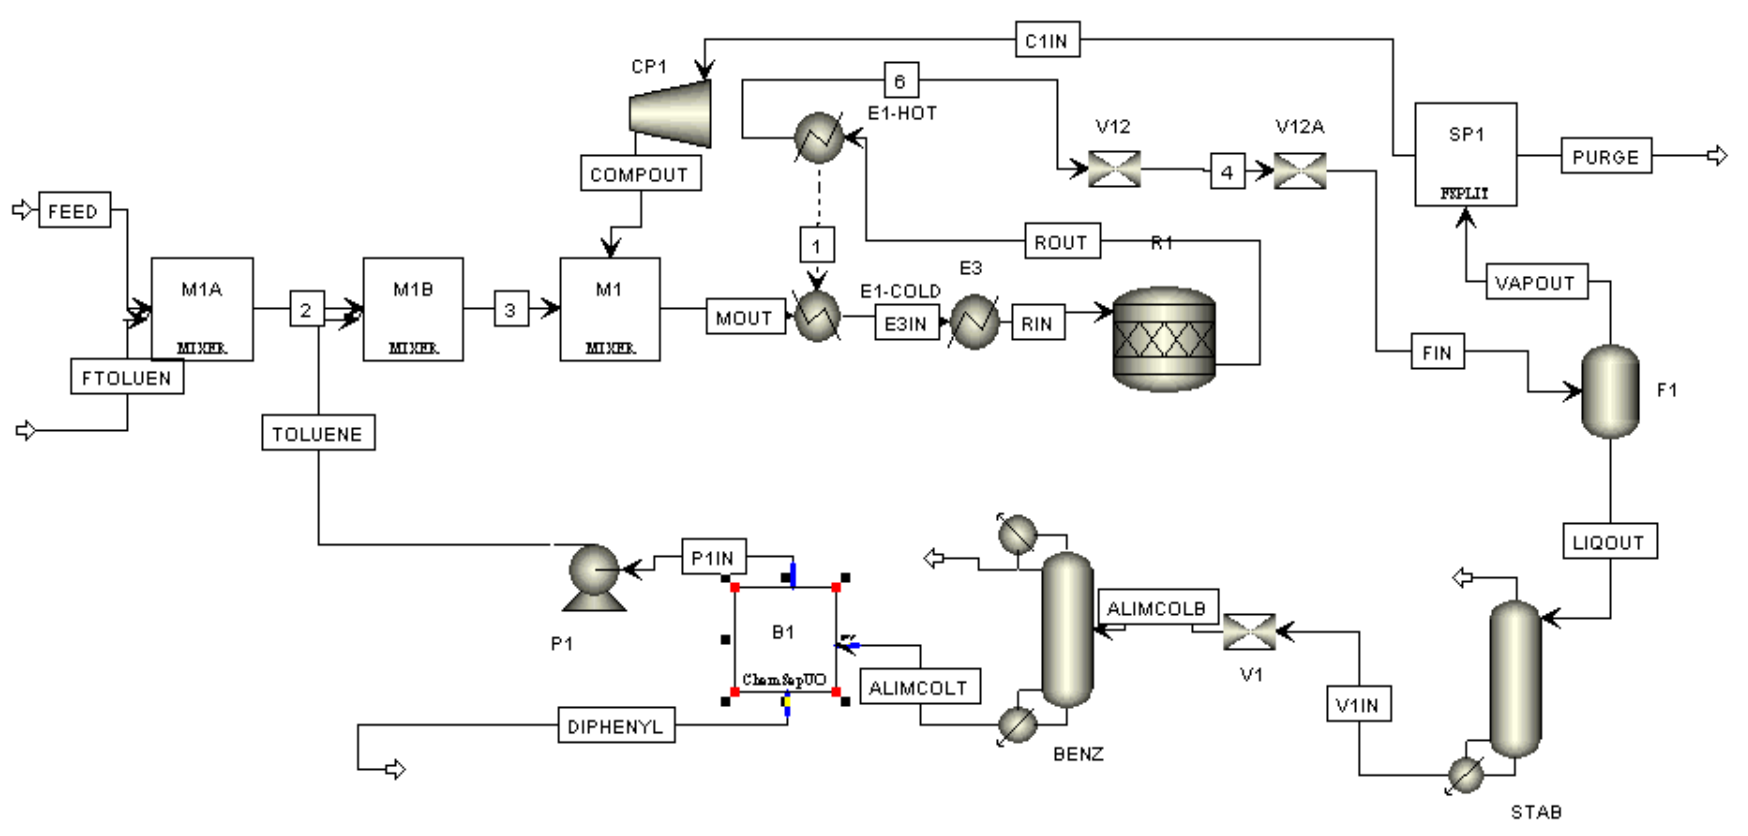 C1IN
CP1
6
E1-HOT
V12
V12A
SP1
FSPLIT
PURGE
COMPOUT
4
FEED
1
ROUT
R1
E3
VAPOUT
M1A
MIXER
2
M1B
MIXER
3
M1
MIXER
MOUT
E1-COLD
E3IN
RIN
FTOLUEN
FIN
F1
TOLUENE
LIQOUT
P1IN
P1
B1
ChemSepUO
ALIMCOLB
V1
ALIMCOLT
V1IN
DIPHENYL
BENZ
STAB